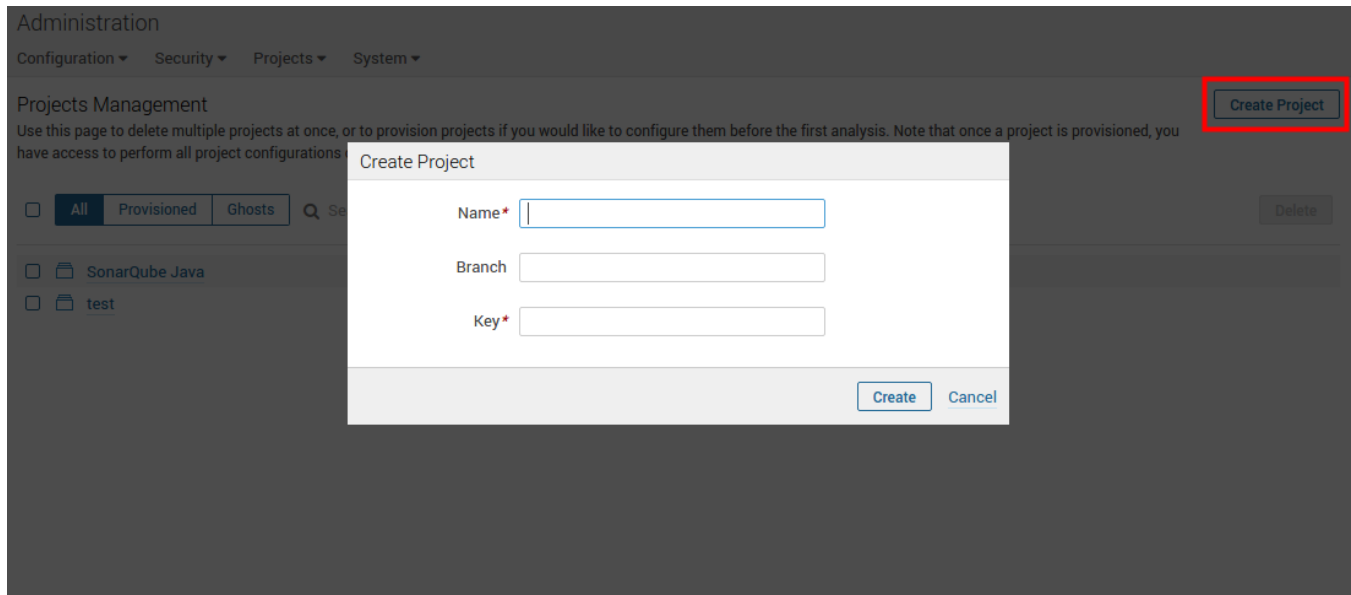 Administration
Configuration Security Projects System
Projects Management
Create Project
Use this page to delete multiple projects at once, or to provision projects if you would like to configure them before the first analysis. Note that once a project is provisioned, you
have access to perform all project configurations
Create Project
All Provisioned Ghosts Se
Delete
Name*
Branch
Key*
SonarQube Java
test
Create Cancel